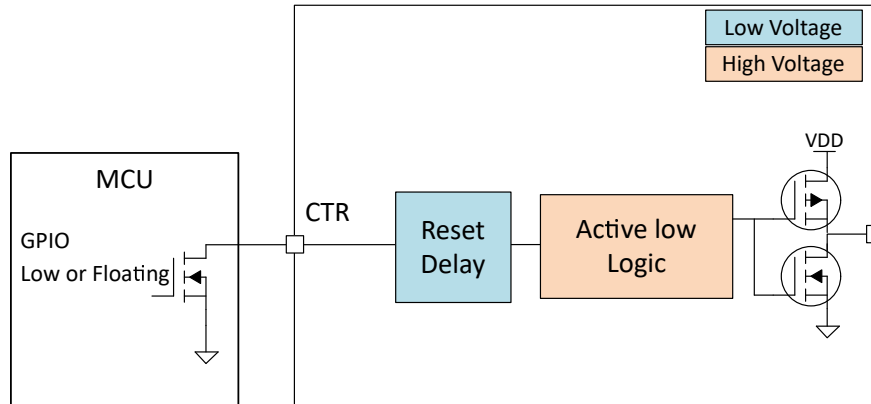 Low Voltage
High Voltage
VDD
MCU
CTR
GPIO
Low or Floating
Reset
Delay
Active low
Logic